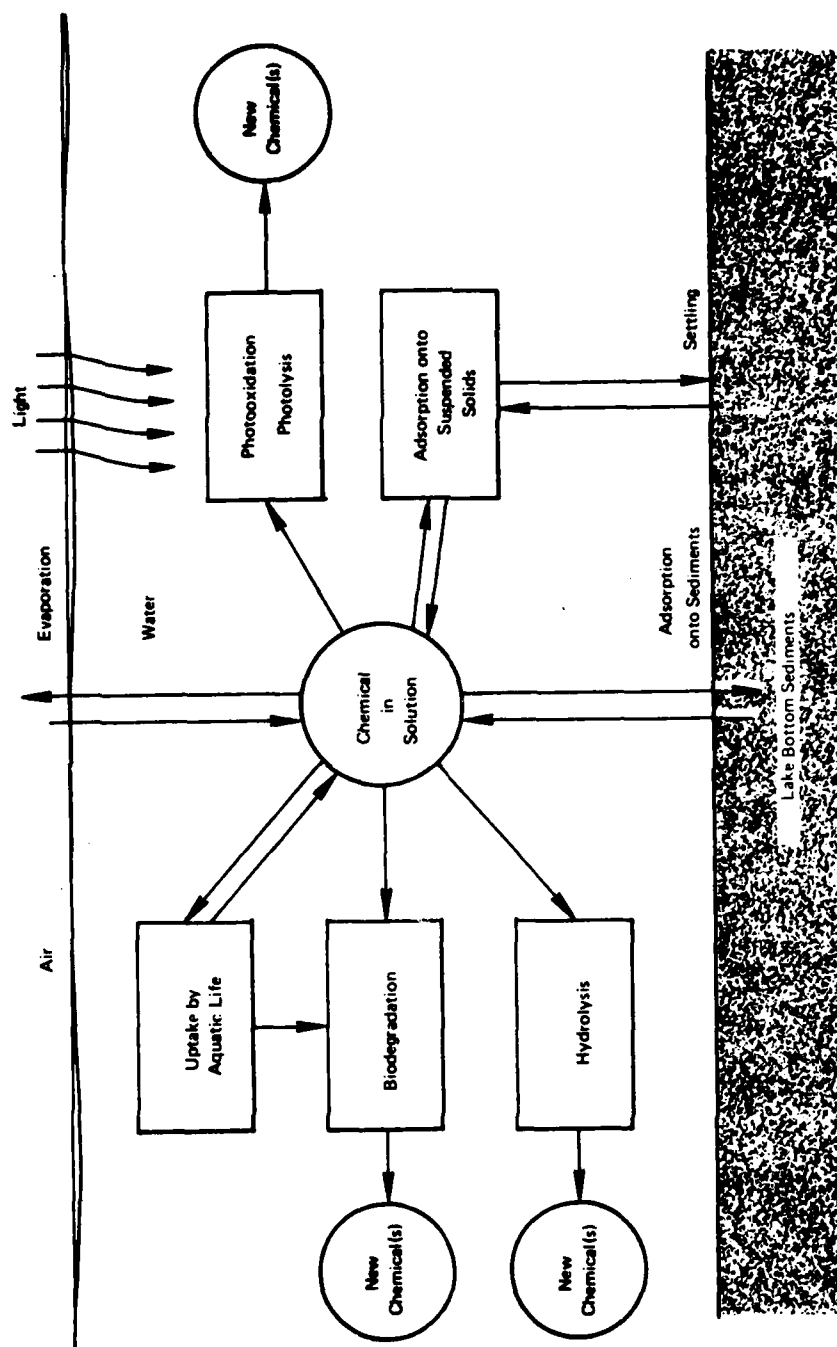 Air
Evaporation
Light
Water
Uptake by
Aquatic Life
Biodegradation
Hydrolysis
New
Chemical(s)
New
Chemical(s)
Chemical
in
Solution
Photooxidation
Photolysis
New
Chemical(s)
Adsorption onto
Suspended
Solids
Adsorption
onto Sediments
Settling
Lake Bottom Sediments